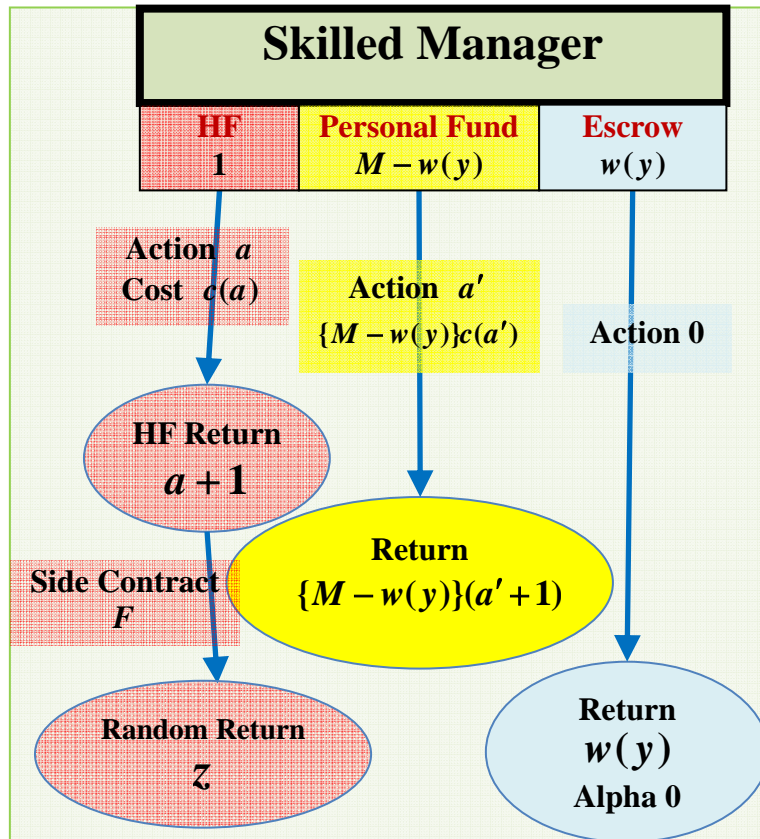 Skilled Manager
HF
1
Personal Fund
M − w(y)
Escrow
w(y)
Action a
Cost c(a)
Action a′
{M − w(y)}c(a′)
Action 0
HF Return
a + 1
Side Contract
F
Return
{M − w(y)}(a′ + 1)
Random Return
z
Return
w(y)
Alpha 0